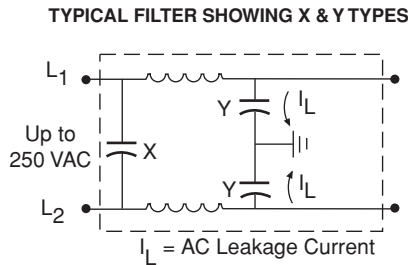 TYPICAL FILTER SHOWING X & Y TYPES
L1
Y
IL
Up to
250 VAC
X
Y
IL
L2
IL = AC Leakage Current